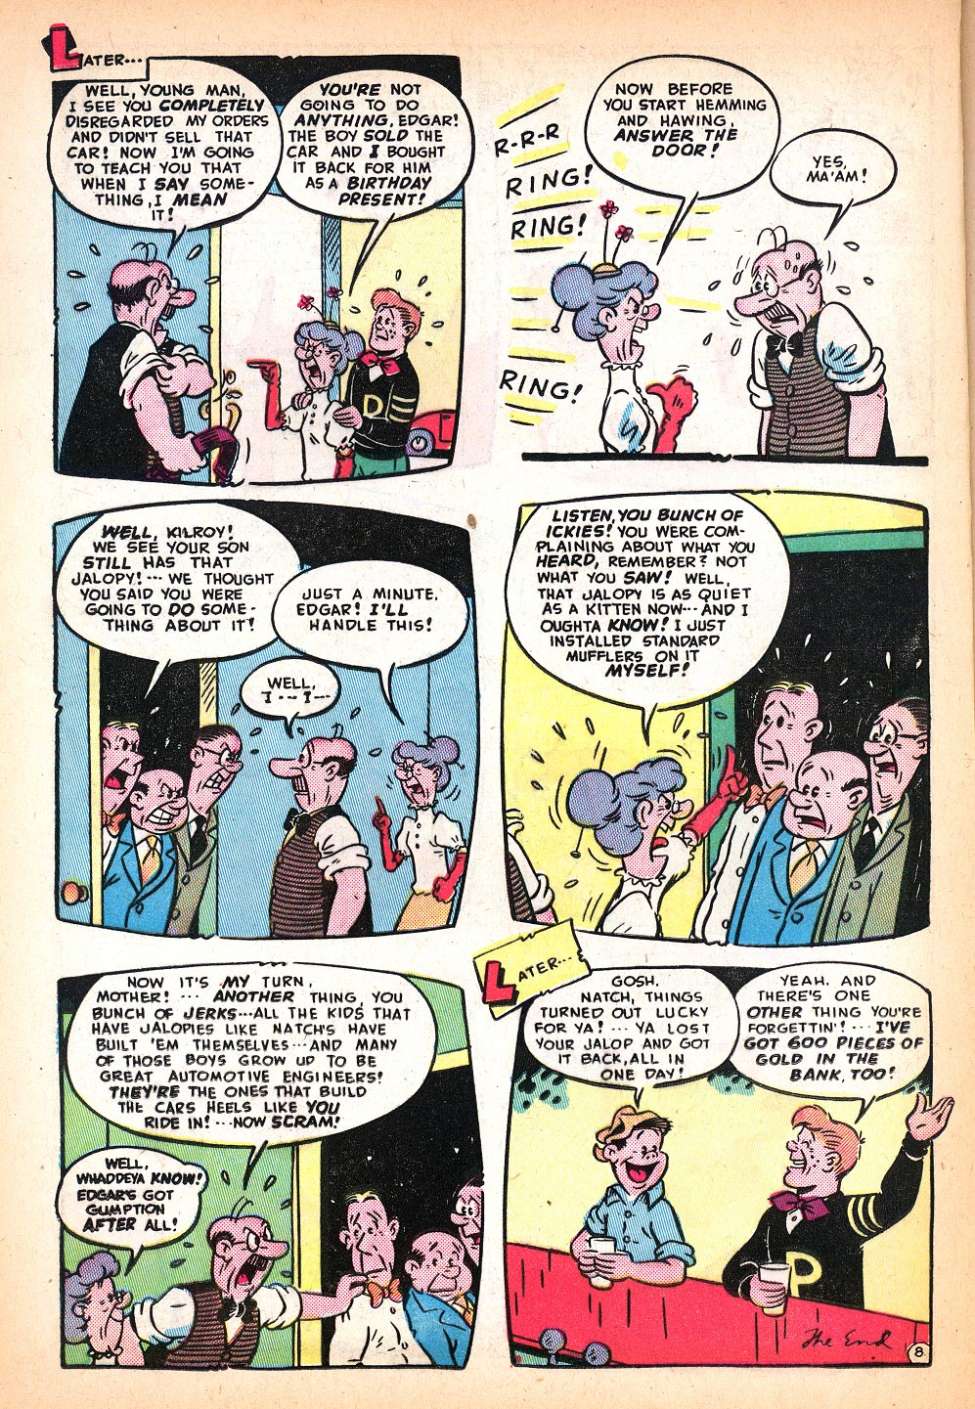 LATER...
WELL, YOUNG MAN,
I SEE YOU COMPLETELY
DISREGARDED MY ORDERS
AND DIDN'T SELL THAT
CAR! NOW I'M GOING
TO TEACH YOU THAT
WHEN I SAY SOME-
THING, I MEAN
IT!
YOU'RE NOT
GOING TO DO
ANYTHING, EDGAR!
THE BOY SOLD THE
CAR AND I BOUGHT
IT BACK FOR HIM
AS A BIRTHDAY
PRESENT!
P
R-R-R
RING!
RING!
RING!
NOW BEFORE
YOU START HEMMING
AND HAWING,
ANSWER THE
DOOR!
YES,
MA'AM!
WELL, KILROY!
WE SEE YOUR SON
STILL HAS THAT
JALOPY!... WE THOUGHT
YOU SAID YOU WERE
GOING TO DO SOME-
THING ABOUT IT!
WELL,
I--- I---
JUST A MINUTE,
EDGAR! I'LL
HANDLE THIS!
LISTEN, YOU BUNCH OF
ICKIES! YOU WERE COM-
PLAINING ABOUT WHAT YOU
HEARD, REMEMBER? NOT
WHAT YOU SAW! WELL,
THAT JALOPY IS AS QUIET
AS A KITTEN NOW--- AND I
OUGHTA KNOW! I JUST
INSTALLED STANDARD
MUFFLERS ON IT
MYSELF!
NOW IT'S MY TURN,
MOTHER! ... ANOTHER THING, YOU
BUNCH OF JERKS---ALL THE KIDS THAT
HAVE JALOPIES LIKE NATCH'S HAVE
BUILT 'EM THEMSELVES---AND MANY
OF THOSE BOYS GROW UP TO BE
GREAT AUTOMOTIVE ENGINEERS!
THEY'RE THE ONES THAT BUILD
THE CARS HEELS LIKE YOU
RIDE IN! ...NOW SCRAM!
WELL,
WHADDEYA KNOW!
EDGAR'S GOT
GUMPTION
AFTER ALL!
LATER...
GOSH,
NATCH, THINGS
TURNED OUT LUCKY
FOR YA! ... YA LOST
YOUR JALOP AND GOT
IT BACK, ALL IN
ONE DAY!
YEAH. AND
THERE'S ONE
OTHER THING YOU'RE
FORGETTIN'! ... I'VE
GOT 600 PIECES OF
GOLD IN THE
BANK, TOO!
P
The End
8